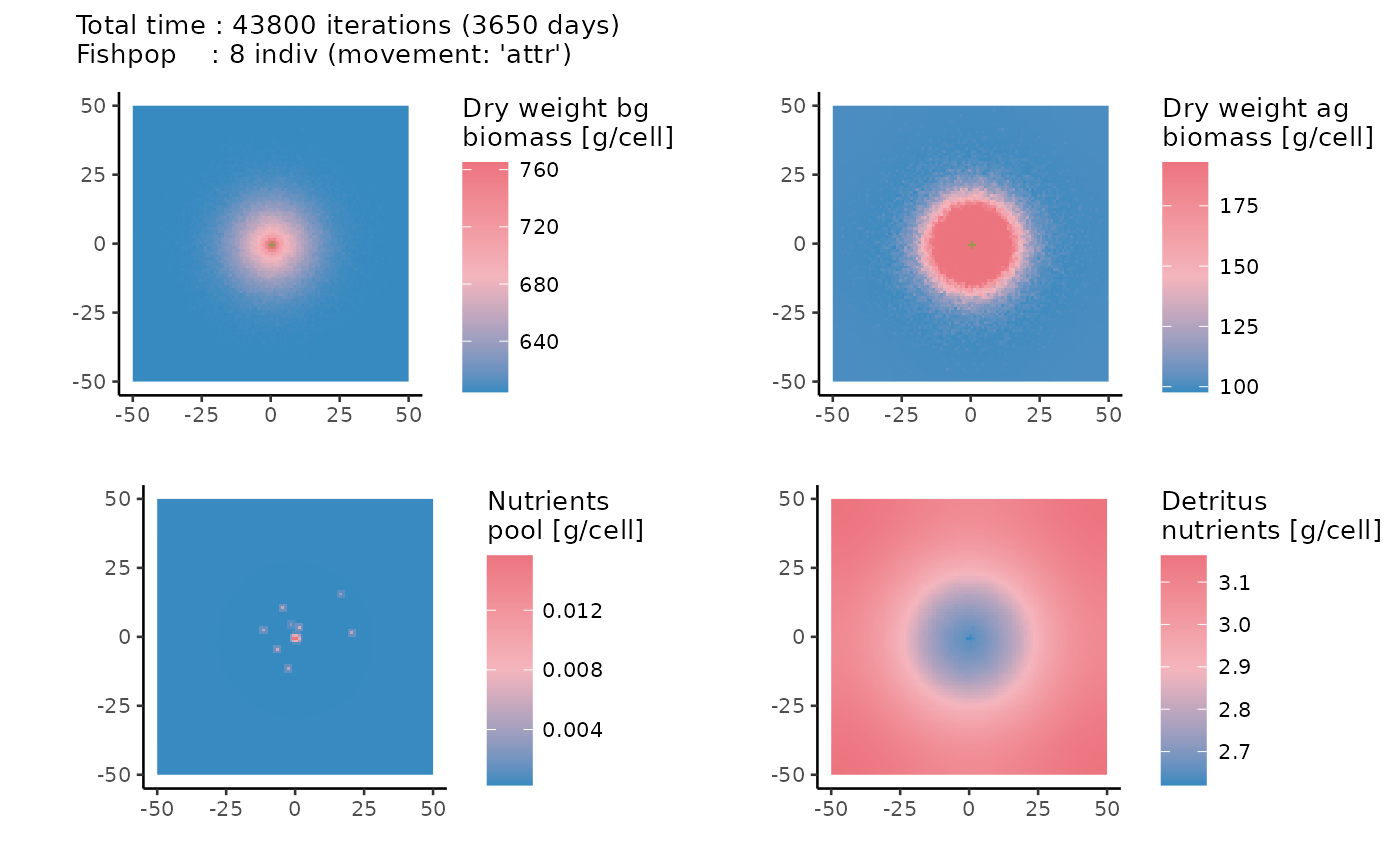 Total time : 43800 iterations (3650 days)
Fishpop    : 8 indiv (movement: 'attr')
Dry weight bg
biomass [g/cell]
50
25
0
-25
-50
-50 -25 0 25 50
760
720
680
640
Dry weight ag
biomass [g/cell]
50
25
0
-25
-50
-50 -25 0 25 50
175
150
125
100
Nutrients
pool [g/cell]
50
25
0
-25
-50
-50 -25 0 25 50
0.012
0.008
0.004
Detritus
nutrients [g/cell]
50
25
0
-25
-50
-50 -25 0 25 50
3.1
3.0
2.9
2.8
2.7